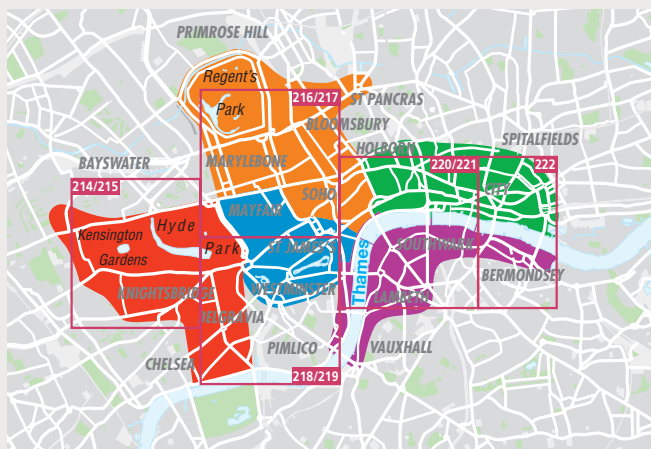 PRIMROSE HILL
Regent's
Park
216/217
ST PANCRAS
BLOOMSBURY
HOLBORN
SPITALFIELDS
BAYSWATER
MARYLEBONE
220/221
222
214/215
SOHO
CITY
MAYFAIR
Hyde
Park
Kensington
Gardens
ST JAMES'S
SOUTHWARK
Thames
BERMONDSEY
KNIGHTSBRIDGE
WESTMINSTER
LAMBETH
BELGRAVIA
PIMLICO
VAUXHALL
CHELSEA
218/219